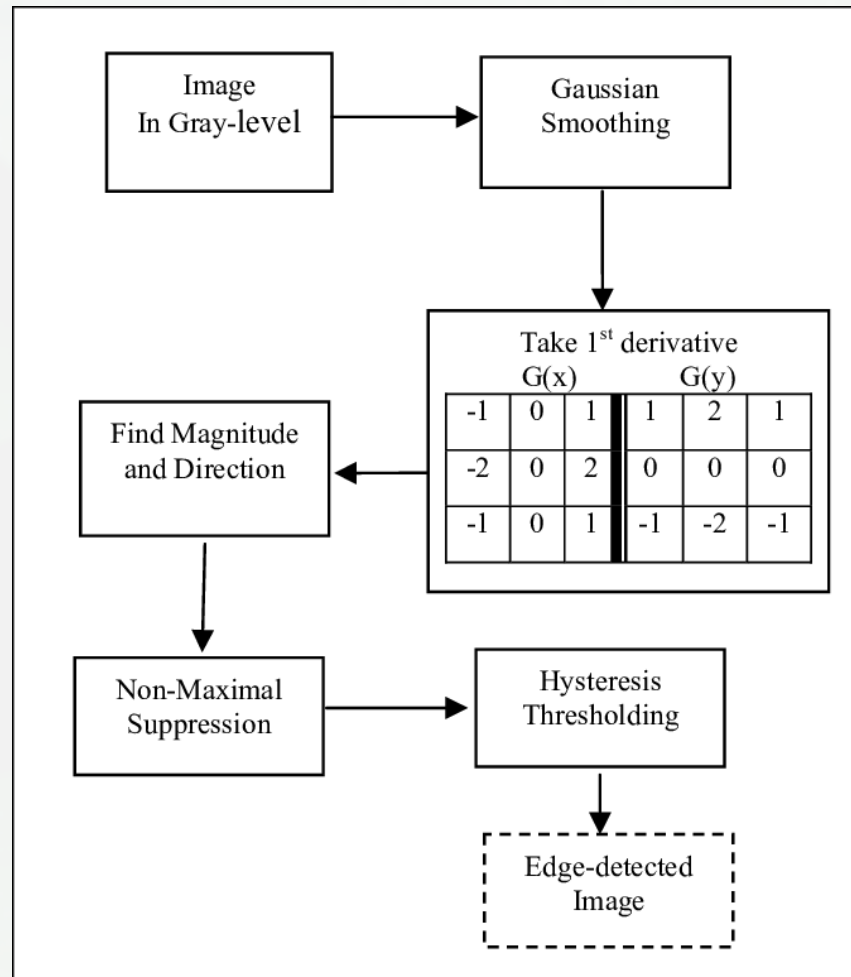 Image
In Gray-level
Gaussian
Smoothing
Take 1st derivative
G(x) G(y)
-1 0 1 1 2 1
-2 0 2 0 0 0
-1 0 1 -1 -2 -1
Find Magnitude
and Direction
Non-Maximal
Suppression
Hysteresis
Thresholding
Edge-detected
Image